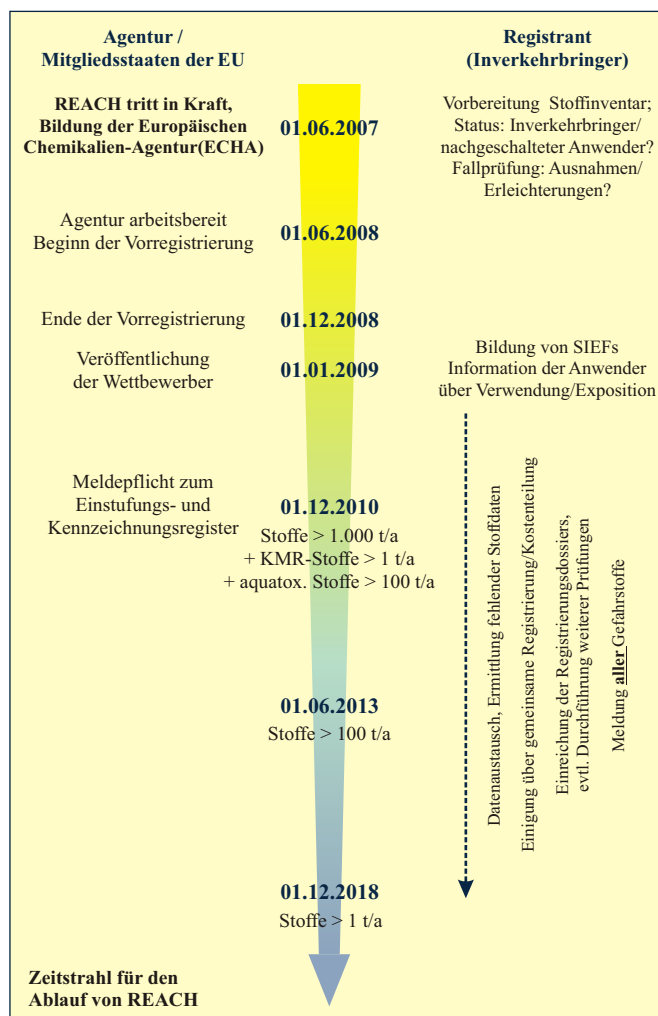 Agentur /
Mitgliedsstaaten der EU
Registrant
(Inverkehrbringer)
REACH tritt in Kraft,
Bildung der Europäischen
Chemikalien-Agentur(ECHA)
01.06.2007
Vorbereitung Stoffinventar;
Status: Inverkehrbringer/
nachgeschalteter Anwender?
Fallprüfung: Ausnahmen/
Erleichterungen?
Agentur arbeitsbereit
Beginn der Vorregistrierung
01.06.2008
Ende der Vorregistrierung
01.12.2008
Veröffentlichung
der Wettbewerber
01.01.2009
Bildung von SIEFs
Information der Anwender
über Verwendung/Exposition
Meldepflicht zum
Einstufungs- und
Kennzeichnungsregister
01.12.2010
Stoffe > 1.000 t/a
+ KMR-Stoffe > 1 t/a
+ aquatox. Stoffe > 100 t/a
Datenaustausch, Ermittlung fehlender Stoffdaten
Einigung über gemeinsame Registrierung/Kostenteilung
Einreichung der Registrierungsdossiers,
evtl. Durchführung weiterer Prüfungen
Meldung aller Gefahrstoffe
01.06.2013
Stoffe > 100 t/a
01.12.2018
Stoffe > 1 t/a
Zeitstrahl für den
Ablauf von REACH